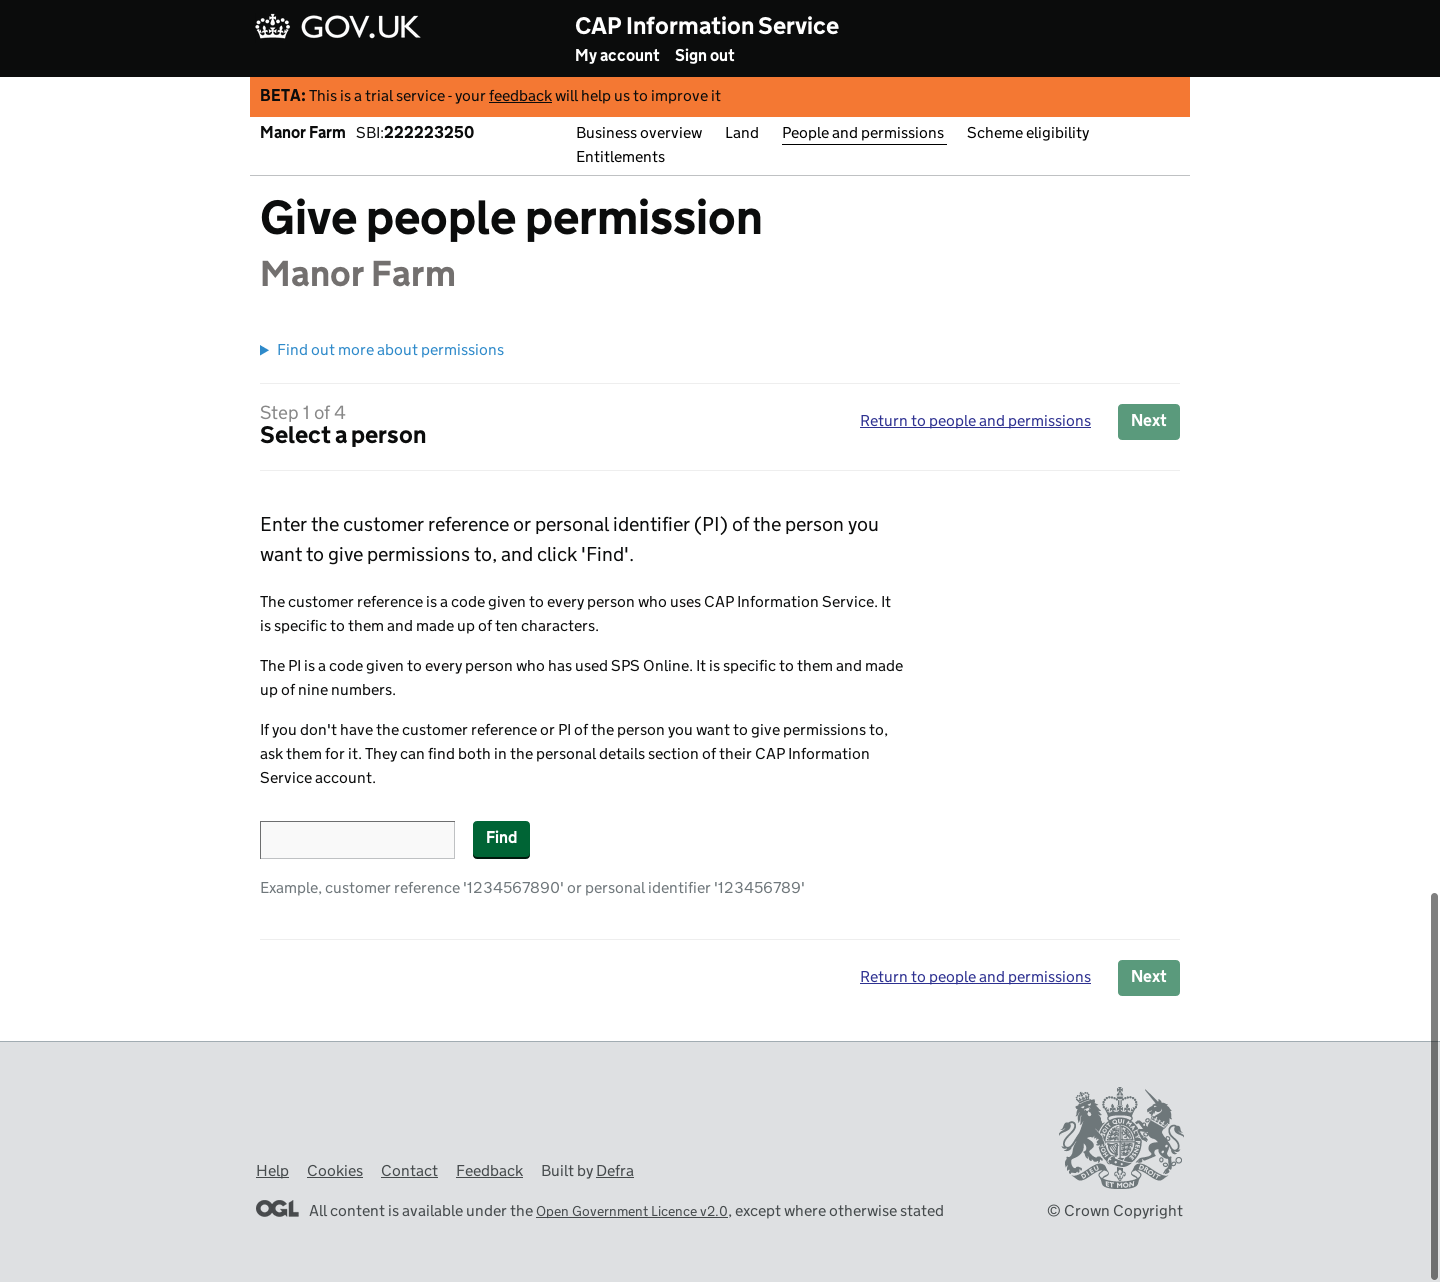 GOV.UK
CAP Information Service
My account Sign out
BETA: This is a trial service - your feedback will help us to improve it
Manor Farm SBI:222223250
Business overview Land People and permissions Scheme eligibility
Entitlements
Give people permission
Manor Farm
Find out more about permissions
Step 1 of 4
Select a person
Return to people and permissions Next
Enter the customer reference or personal identifier (PI) of the person you
want to give permissions to, and click 'Find'.
The customer reference is a code given to every person who uses CAP Information Service. It
is specific to them and made up of ten characters.
The PI is a code given to every person who has used SPS Online. It is specific to them and made
up of nine numbers.
If you don't have the customer reference or PI of the person you want to give permissions to,
ask them for it. They can find both in the personal details section of their CAP Information
Service account.
Find
Example, customer reference '1234567890' or personal identifier '123456789'
Return to people and permissions Next
Help Cookies Contact Feedback Built by Defra
OGL All content is available under the Open Government Licence v2.0, except where otherwise stated
DIEU ET MON DROIT
© Crown Copyright